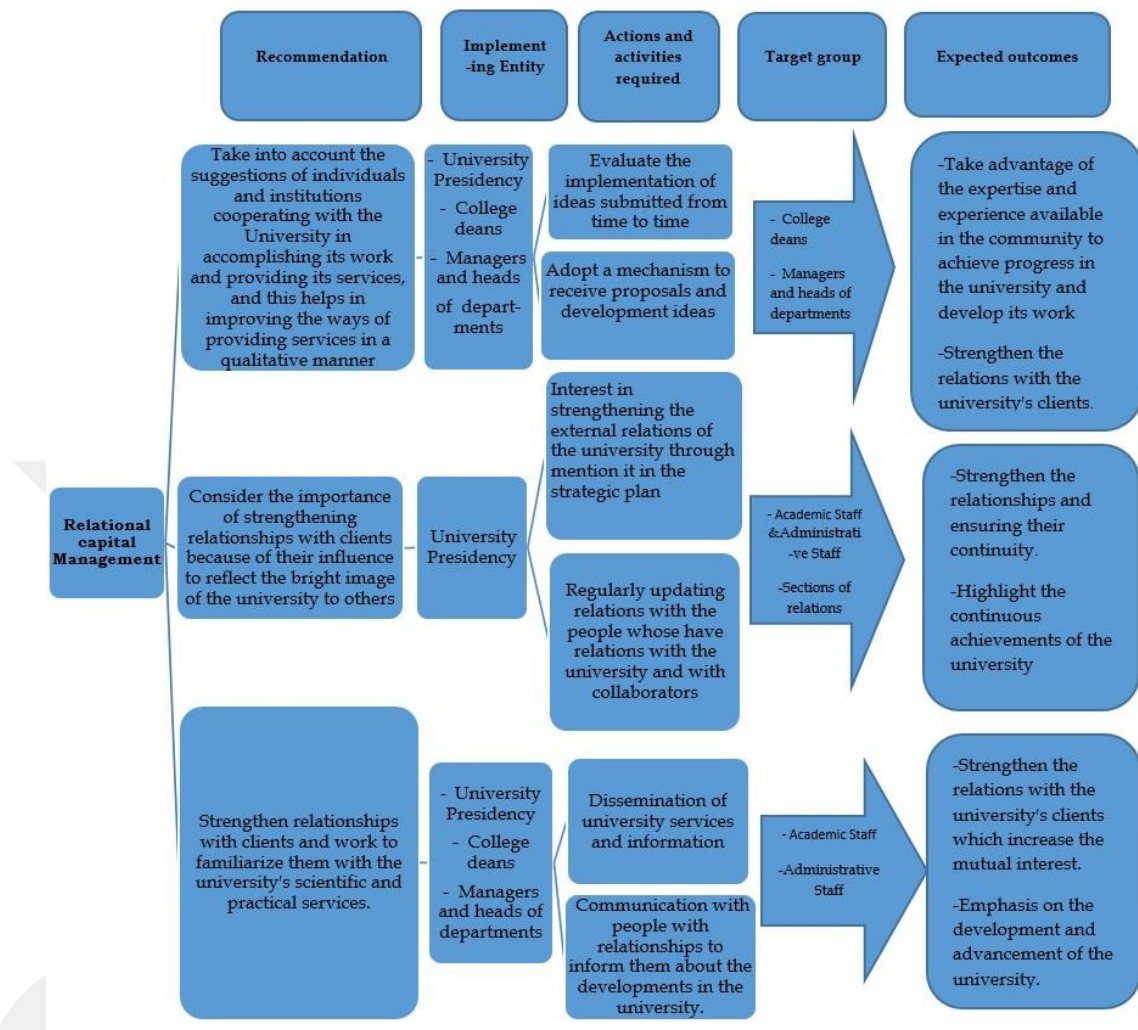 Recommendation
Implement
-ing Entity
Actions and
activities
required
Target group
Expected outcomes
Relational
capital
Management
Take into account the
suggestions of individuals
and institutions
cooperating with the
University in
accomplishing its work
and providing its services,
and this helps in
improving the ways of
providing services in a
qualitative manner
- University
Presidency
- College
deans
- Managers
and heads
of depart-
ments
Evaluate the
implementation of
ideas submitted from
time to time
Adopt a mechanism to
receive proposals and
development ideas
- College
deans
- Managers
and heads of
departments
-Take advantage of
the expertise and
experience available
in the community to
achieve progress in
the university and
develop its work
-Strengthen the
relations with the
university's clients.
Consider the importance
of strengthening
relationships with clients
because of their influence
to reflect the bright image
of the university to others
University
Presidency
Interest in
strengthening the
external relations of
the university through
mention it in the
strategic plan
Regularly updating
relations with the
people whose have
relations with the
university and with
collaborators
- Academic Staff
&Administrati
-ve Staff
-Sections of
relations
-Strengthen the
relationships and
ensuring their
continuity.
-Highlight the
continuous
achievements of the
university
Strengthen relationships
with clients and work to
familiarize them with the
university's scientific and
practical services.
- University
Presidency
- College
deans
- Managers
and heads of
departments
Dissemination of
university services
and information
Communication with
people with
relationships to
inform them about the
developments in the
university.
- Academic Staff
-Administrative
Staff
-Strengthen the
relations with the
university's clients
which increase the
mutual interest.
-Emphasis on the
development and
advancement of the
university.